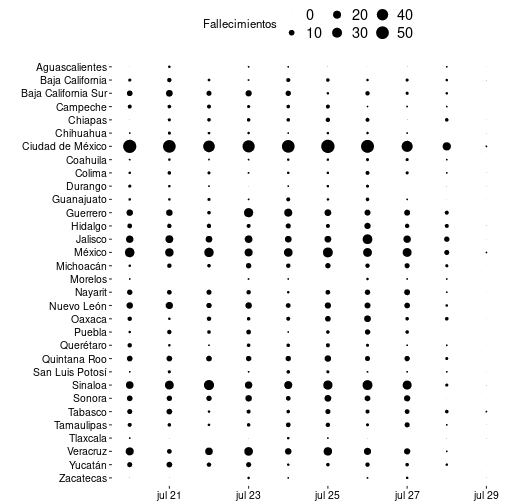 Fallecimientos
0 20 40
10 30 50
Aguascalientes
Baja California
Baja California Sur
Campeche
Chiapas
Chihuahua
Ciudad de México
Coahuila
Colima
Durango
Guanajuato
Guerrero
Hidalgo
Jalisco
México
Michoacán
Morelos
Nayarit
Nuevo León
Oaxaca
Puebla
Querétaro
Quintana Roo
San Luis Potosí
Sinaloa
Sonora
Tabasco
Tamaulipas
Tlaxcala
Veracruz
Yucatán
Zacatecas
jul 21 jul 23 jul 25 jul 27 jul 29